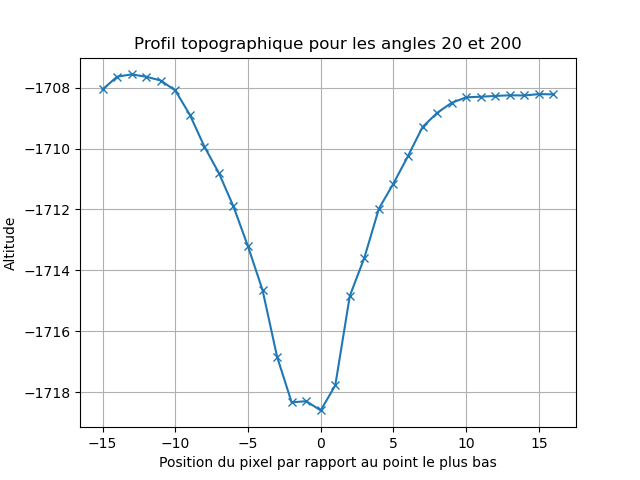 Profil topographique pour les angles 20 et 200
−1708
−1710
−1712
−1714
−1716
−1718
Altitude
−15 −10 −5 0 5 10 15
Position du pixel par rapport au point le plus bas